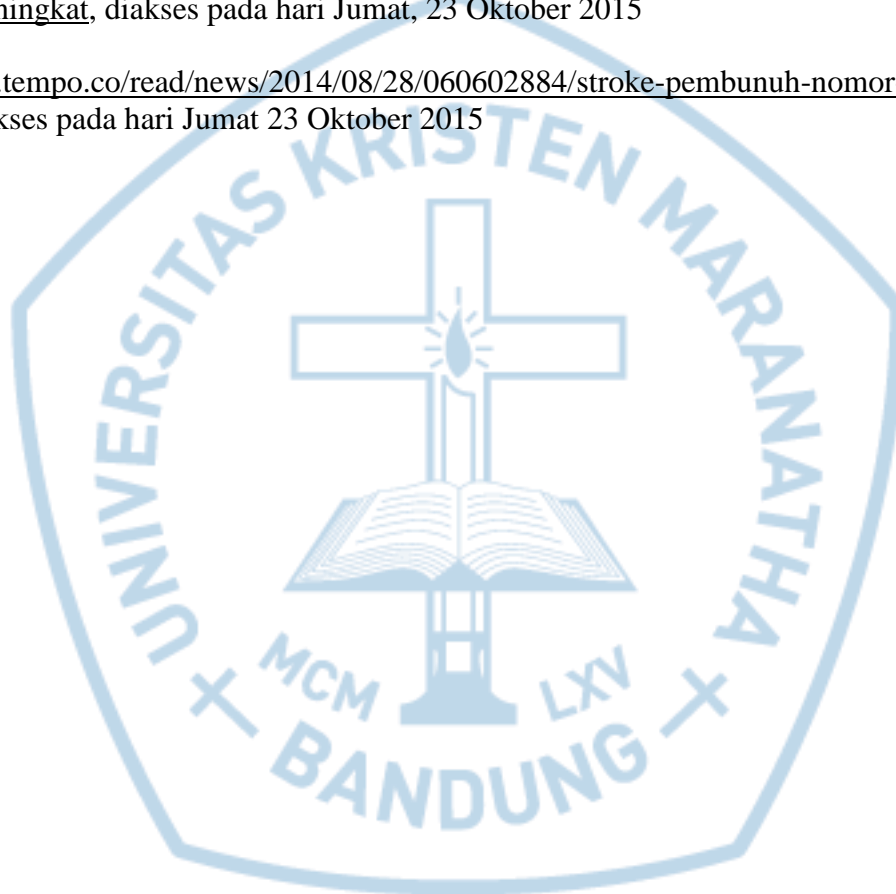 ningkat, diakses pada hari Jumat, 23 Oktober 2015
.tempo.co/read/news/2014/08/28/060602884/stroke-pembunuh-nomor
kses pada hari Jumat 23 Oktober 2015
UNIVERSITAS KRISTEN MARANATHA
MCM LXV
BANDUNG